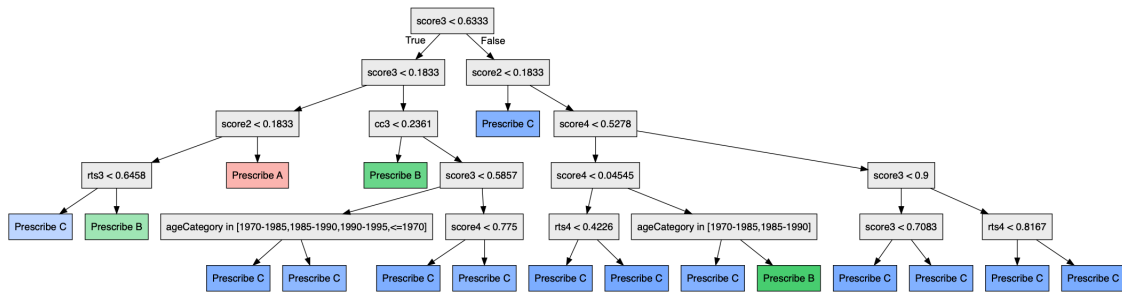 score3 < 0.6333
True
False
score3 < 0.1833
score2 < 0.1833
score2 < 0.1833
cc3 < 0.2361
Prescribe C
score4 < 0.5278
rts3 < 0.6458
Prescribe A
Prescribe B
score3 < 0.5857
score4 < 0.04545
score3 < 0.9
Prescribe C
Prescribe B
ageCategory in [1970-1985,1985-1990,1990-1995,<=1970]
score4 < 0.775
rts4 < 0.4226
ageCategory in [1970-1985,1985-1990]
score3 < 0.7083
rts4 < 0.8167
Prescribe C
Prescribe C
Prescribe C
Prescribe C
Prescribe C
Prescribe C
Prescribe C
Prescribe B
Prescribe C
Prescribe C
Prescribe C
Prescribe C